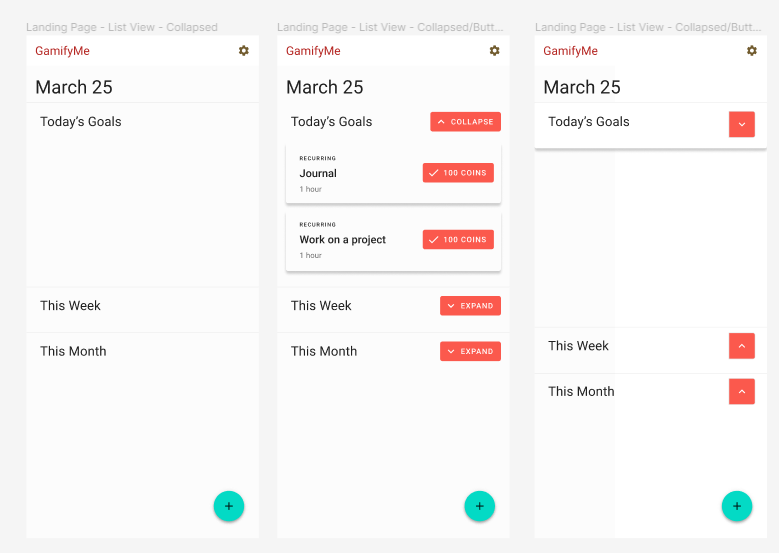 Landing Page - List View - Collapsed
GamifyMe
March 25
Today's Goals
This Week
This Month
+
Landing Page - List View - Collapsed/Butt...
GamifyMe
March 25
Today's Goals
COLLAPSE
RECURRING
Journal
1 hour
100 COINS
RECURRING
Work on a project
1 hour
100 COINS
This Week
EXPAND
This Month
EXPAND
+
Landing Page - List View - Collapsed/Butt...
GamifyMe
March 25
Today's Goals
This Week
This Month
+